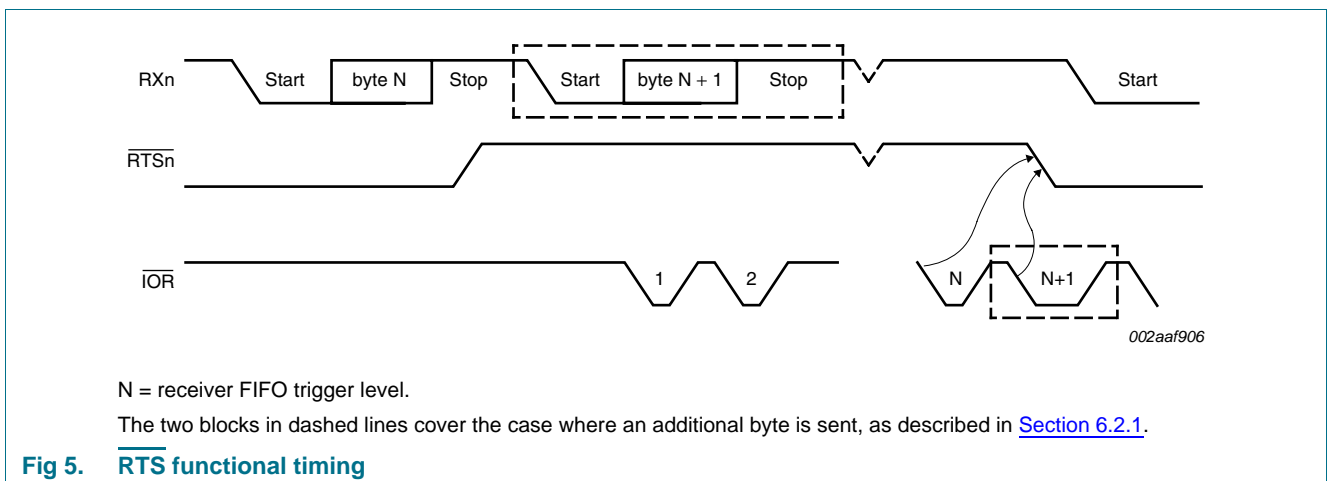 RXn Start byte N Stop Start byte N + 1 Stop Start
RTSn
IOR 1 2 N N+1
002aaf906
N = receiver FIFO trigger level.
The two blocks in dashed lines cover the case where an additional byte is sent, as described in Section 6.2.1.
Fig 5. RTS functional timing